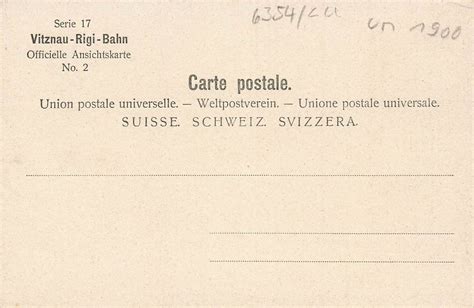 Serie 17
Vitznau-Rigi-Bahn
Officielle Ansichtskarte
No. 2
6354/LU
um 1900
Carte postale.
Union postale universelle. — Weltpostverein. — Unione postale universale.
SUISSE. SCHWEIZ. SVIZZERA.